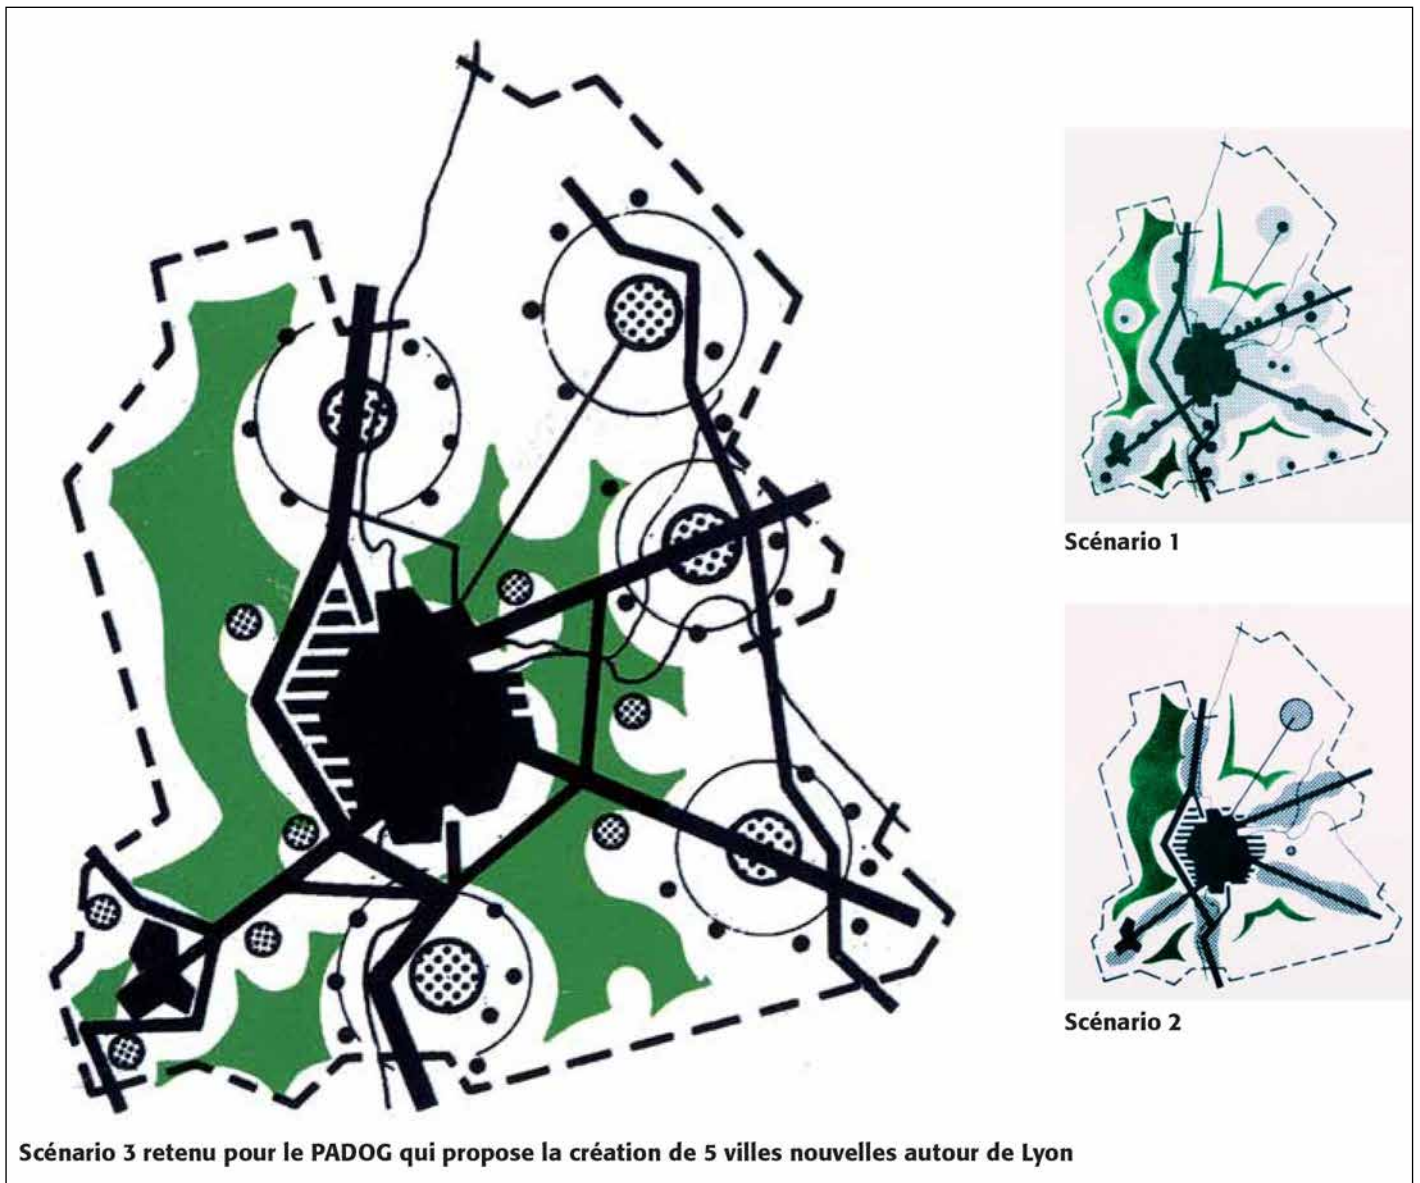 Scénario 1
Scénario 2
Scénario 3 retenu pour le PADOG qui propose la création de 5 villes nouvelles autour de Lyon